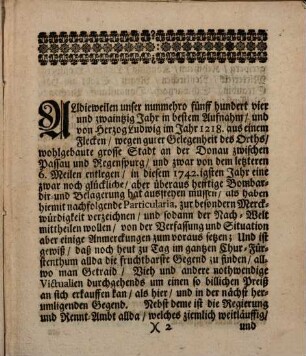 Alldieweilen unser nunmehro fünff hundert vier
und zwaintzig Jahr in bestem Aufnahm/ und
von Hertzog Ludwig im Jahr 1218. aus einem
Flecken/ wegen guter Gelegenheit des Orths/
wohlgebaute grosse Stadt an der Donau zwischen
Passau und Regenspurg/ und zwar von dem letzteren
6. Meilen entlegen/ in diesem 1742.igsten Jahr eine
zwar noch glückliche/ aber überaus hefftige Bombar-
dir- und Belagerung hat ausstehen müssen/ als haben
hiemit nachfolgende Particularia, zur besondern Merck-
würdigkeit verzeichnen/ und sodann der Nach-Welt
mittheilen wollen/ von der Verfassung und Situation
aber einige Anmerckungen zum voraus setzen; Und ist
gewiß/ daß noch heut zu Tag im gantzen Chur-Für-
stenthum allda die fruchtbarste Gegend zu finden/ all-
wo man Getraid/ Vieh und andere nothwendige
Victualien durchgehends um einen so billichen Preiß
an sich erkauffen kan/ als hier/ und in der nächst her-
umligenden Gegend. Nebst deme ist die Regierung
und Rennt-Ambt allda/ welches ziemlich weitläuffig/
X 2 und